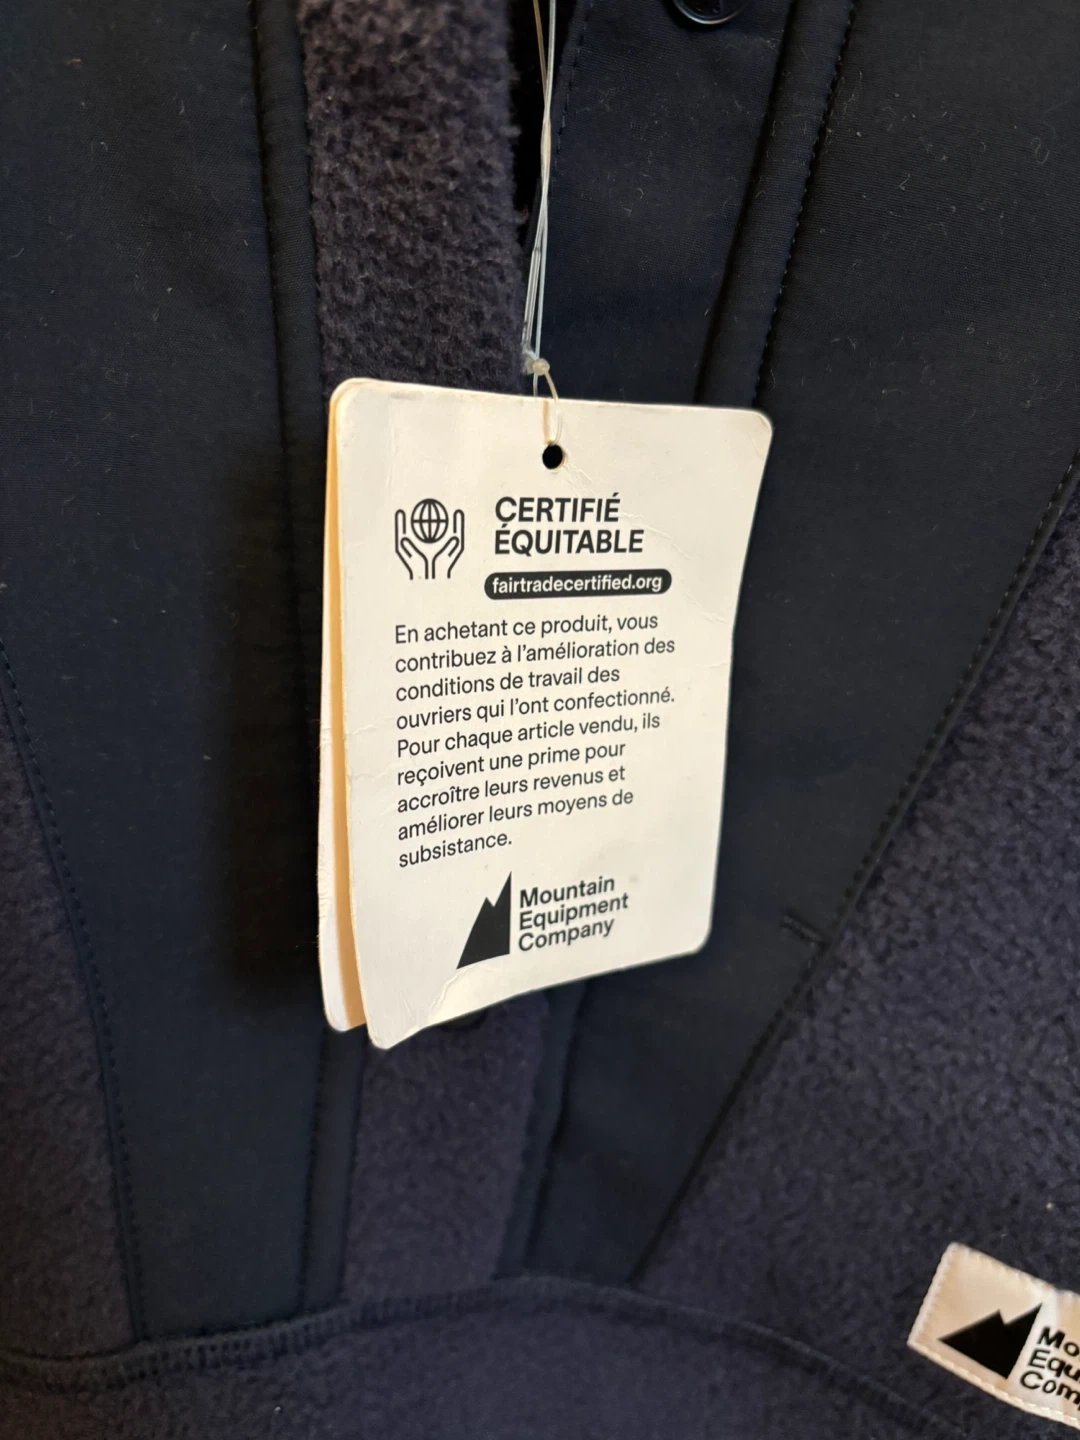 CERTIFIÉ
ÉQUITABLE
fairtradecertified.org
En achetant ce produit, vous
contribuez à l'amélioration des
conditions de travail des
ouvriers qui l'ont confectionné.
Pour chaque article vendu, ils
reçoivent une prime pour
accroître leurs revenus et
améliorer leurs moyens de
subsistance.
Mountain
Equipment
Company